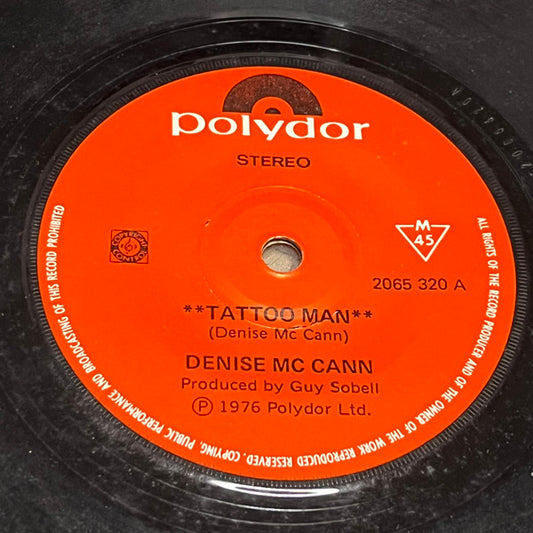 polydor
STEREO
COPYRIGHT
CONTROL
M
45
2065 320 A
**TATTOO MAN**
(Denise Mc Cann)
DENISE MC CANN
Produced by Guy Sobell
Ⓟ 1976 Polydor Ltd.
ALL RIGHTS OF THE RECORD PRODUCER AND OF THE OWNER OF THE WORK REPRODUCED RESERVED. COPYING, PUBLIC PERFORMANCE AND BROADCASTING OF THIS RECORD PROHIBITED